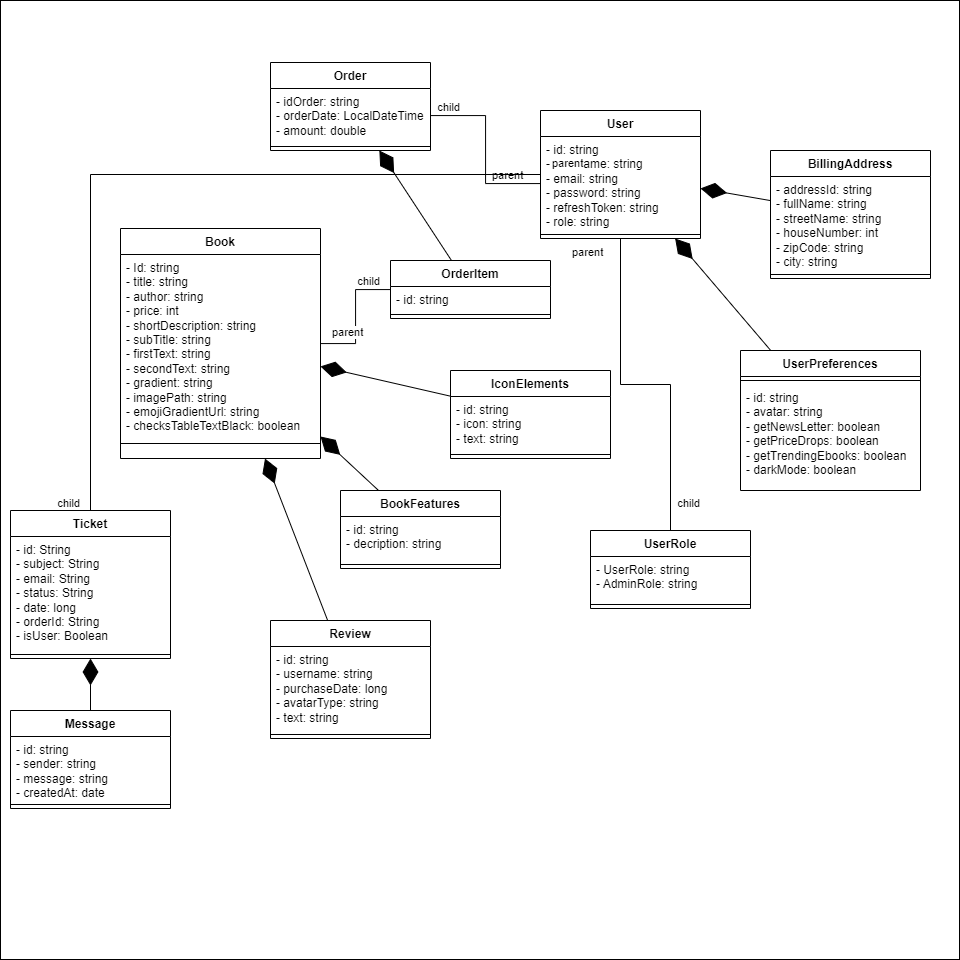 Order
- idOrder: string
- orderDate: LocalDateTime
- amount: double
child
parent
User
- id: string
- parentame: string
- email: string
- password: string
- refreshToken: string
- role: string
parent
BillingAddress
- addressId: string
- fullName: string
- streetName: string
- houseNumber: int
- zipCode: string
- city: string
Book
- Id: string
- title: string
- author: string
- price: int
- shortDescription: string
- subTitle: string
- firstText: string
- secondText: string
- gradient: string
- imagePath: string
- emojiGradientUrl: string
- checksTableTextBlack: boolean
child
parent
OrderItem
- id: string
UserPreferences
- id: string
- avatar: string
- getNewsLetter: boolean
- getPriceDrops: boolean
- getTrendingEbooks: boolean
- darkMode: boolean
IconElements
- id: string
- icon: string
- text: string
BookFeatures
- id: string
- decription: string
child
UserRole
- UserRole: string
- AdminRole: string
child
Ticket
- id: String
- subject: String
- email: String
- status: String
- date: long
- orderId: String
- isUser: Boolean
Review
- id: string
- username: string
- purchaseDate: long
- avatarType: string
- text: string
Message
- id: string
- sender: string
- message: string
- createdAt: date